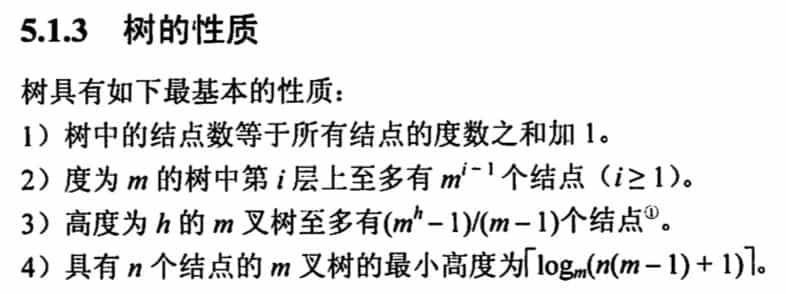 5.1.3 树的性质
树具有如下最基本的性质：
1）树中的结点数等于所有结点的度数之和加 1。
2）度为 m 的树中第 i 层上至多有 mⁱ⁻¹ 个结点（i ≥ 1）。
3）高度为 h 的 m 叉树至多有(mʰ – 1)/(m – 1)个结点①。
4）具有 n 个结点的 m 叉树的最小高度为⌈logₘ(n(m – 1) + 1)⌉。